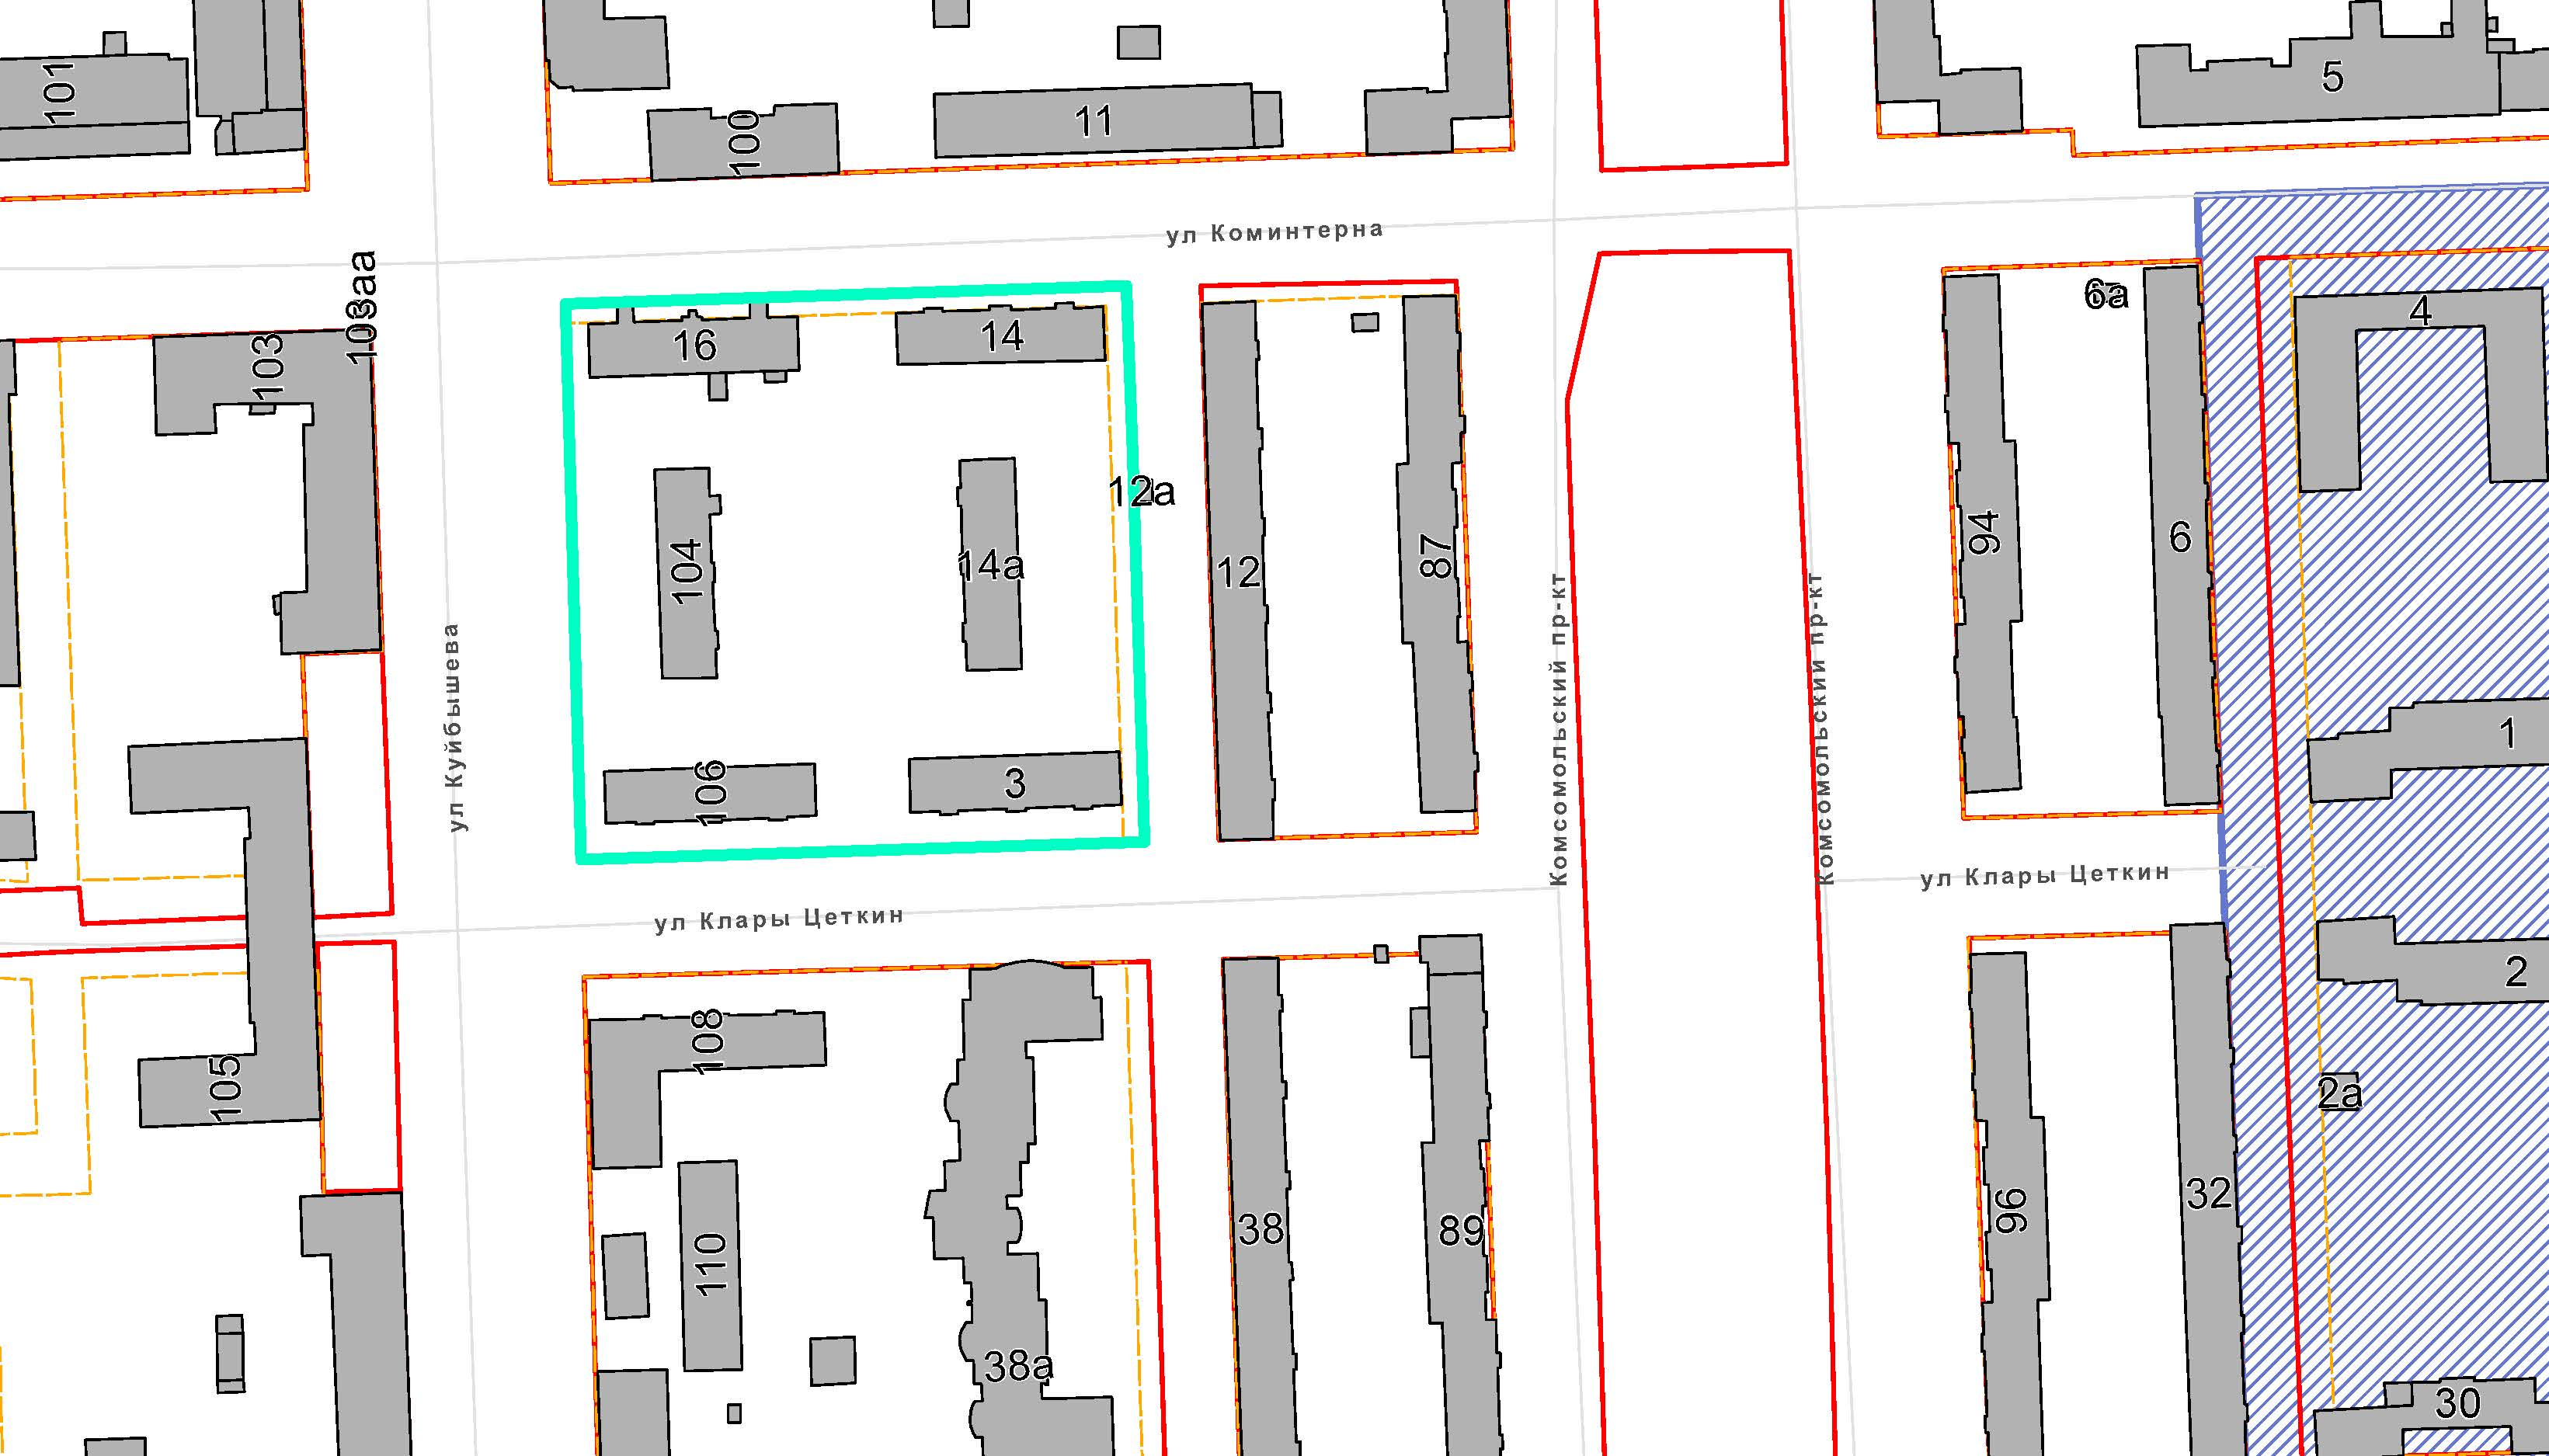 101
100
11
5
ул Коминтерна
103аа
103
16
14
6а
4
12а
104
14а
12
87
94
6
ул Куйбышева
Комсомольский пр-кт
Комсомольский пр-кт
1
106
3
ул Клары Цеткин
ул Клары Цеткин
2
108
105
2а
110
38
89
96
32
38а
30